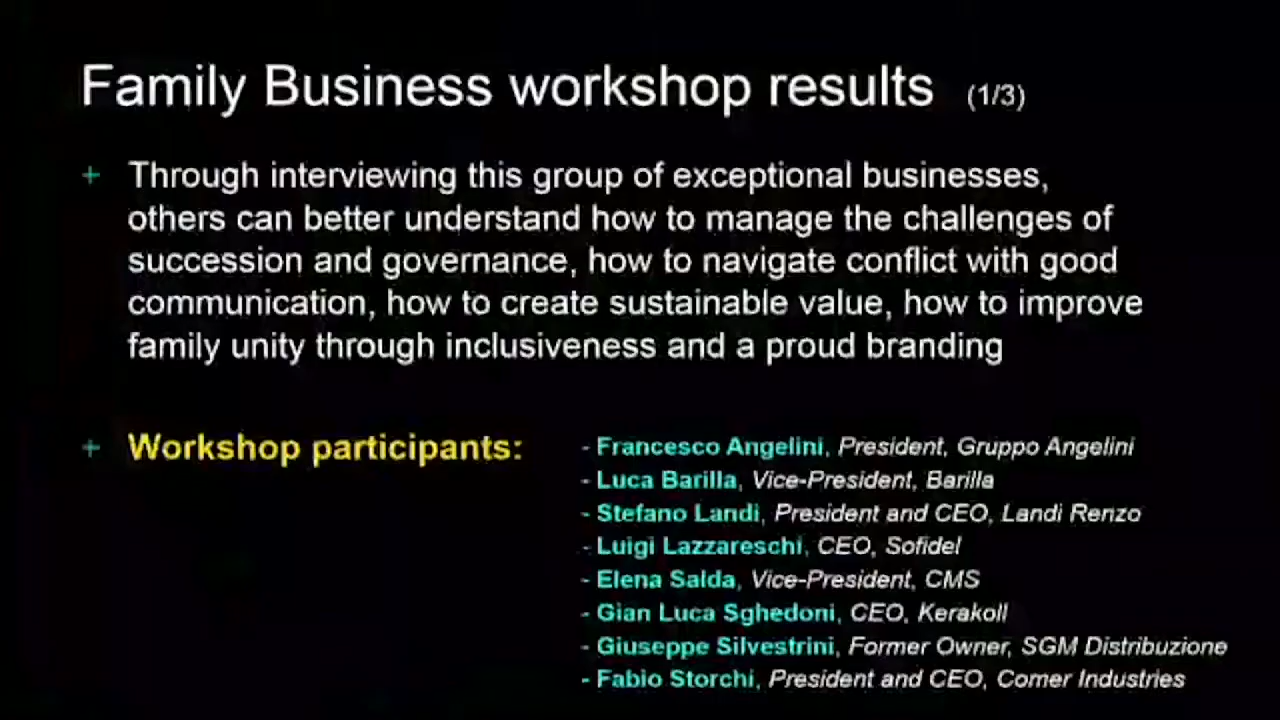 Family Business workshop results (1/3)
+ Through interviewing this group of exceptional businesses,
others can better understand how to manage the challenges of
succession and governance, how to navigate conflict with good
communication, how to create sustainable value, how to improve
family unity through inclusiveness and a proud branding
+ Workshop participants:
- Francesco Angelini, President, Gruppo Angelini
- Luca Barilla, Vice-President, Barilla
- Stefano Landi, President and CEO, Landi Renzo
- Luigi Lazzareschi, CEO, Sofidel
- Elena Salda, Vice-President, CMS
- Gian Luca Sghedoni, CEO, Kerakoll
- Giuseppe Silvestrini, Former Owner, SGM Distribuzione
- Fabio Storchi, President and CEO, Comer Industries